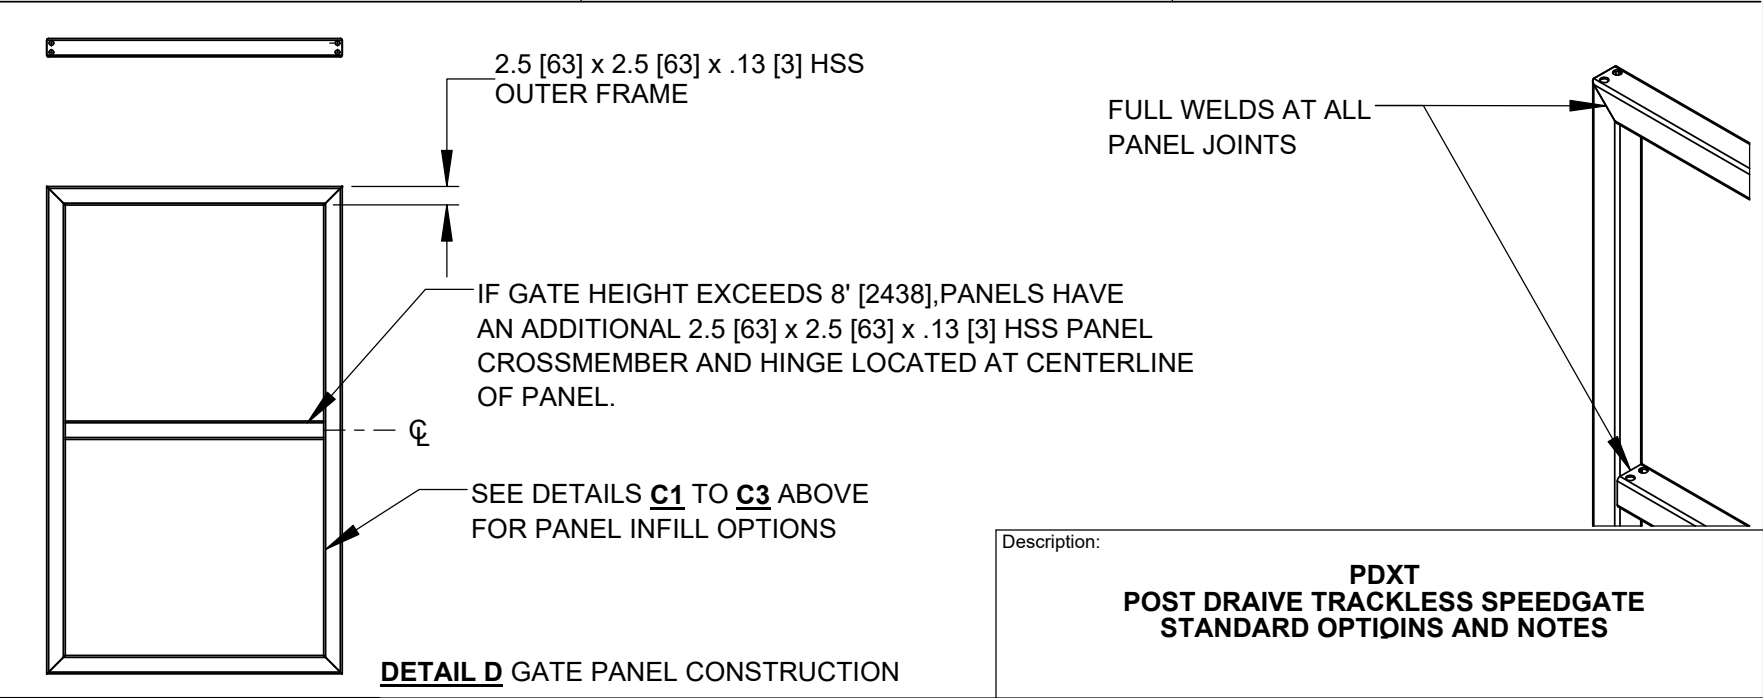 2.5 [63] x 2.5 [63] x .13 [3] HSS
OUTER FRAME
FULL WELDS AT ALL
PANEL JOINTS
IF GATE HEIGHT EXCEEDS 8' [2438],PANELS HAVE
AN ADDITIONAL 2.5 [63] x 2.5 [63] x .13 [3] HSS PANEL
CROSSMEMBER AND HINGE LOCATED AT CENTERLINE
OF PANEL.
℄
SEE DETAILS C1 TO C3 ABOVE
FOR PANEL INFILL OPTIONS
DETAIL D GATE PANEL CONSTRUCTION
Description:
PDXT
POST DRAIVE TRACKLESS SPEEDGATE
STANDARD OPTIOINS AND NOTES